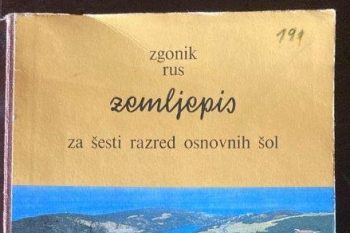 191
zgonik
rus
zemljepis
za šesti razred osnovnih šol